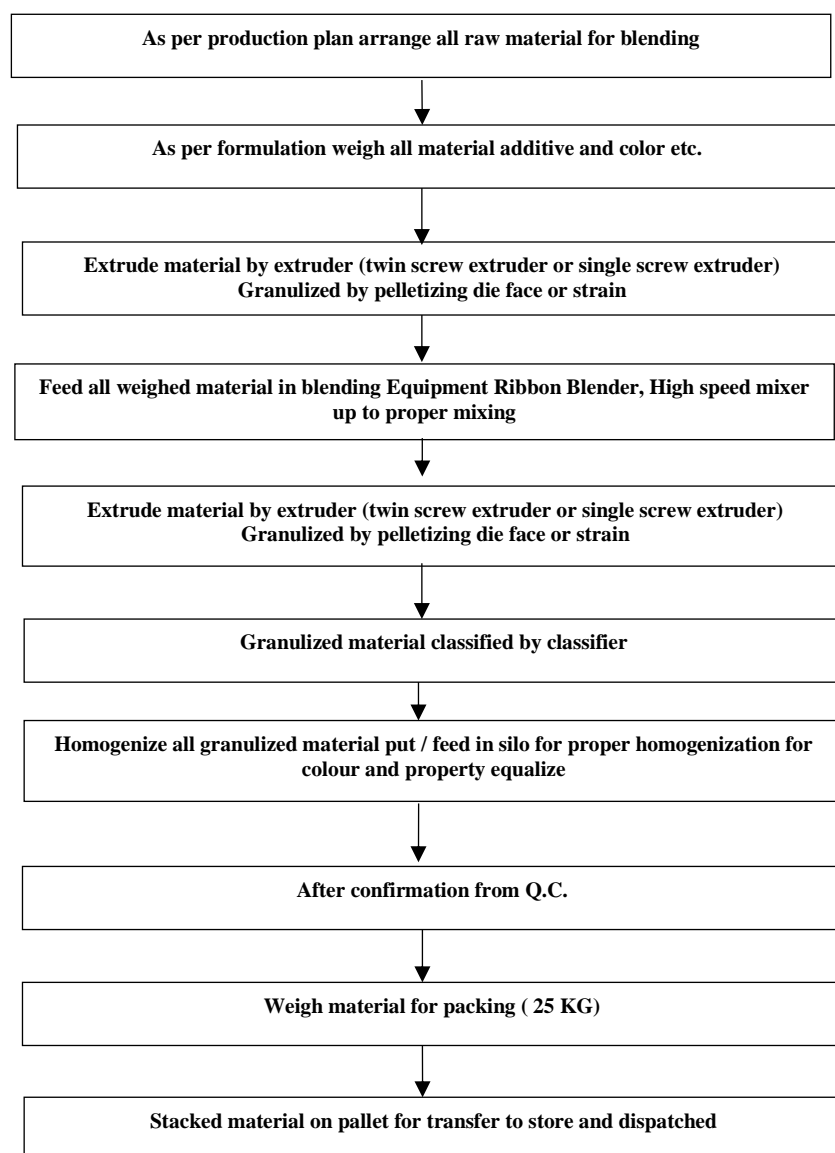 As per production plan arrange all raw material for blending
As per formulation weigh all material additive and color etc.
Extrude material by extruder (twin screw extruder or single screw extruder)
Granulized by pelletizing die face or strain
Feed all weighed material in blending Equipment Ribbon Blender, High speed mixer
up to proper mixing
Extrude material by extruder (twin screw extruder or single screw extruder)
Granulized by pelletizing die face or strain
Granulized material classified by classifier
Homogenize all granulized material put / feed in silo for proper homogenization for
colour and property equalize
After confirmation from Q.C.
Weigh material for packing ( 25 KG)
Stacked material on pallet for transfer to store and dispatched